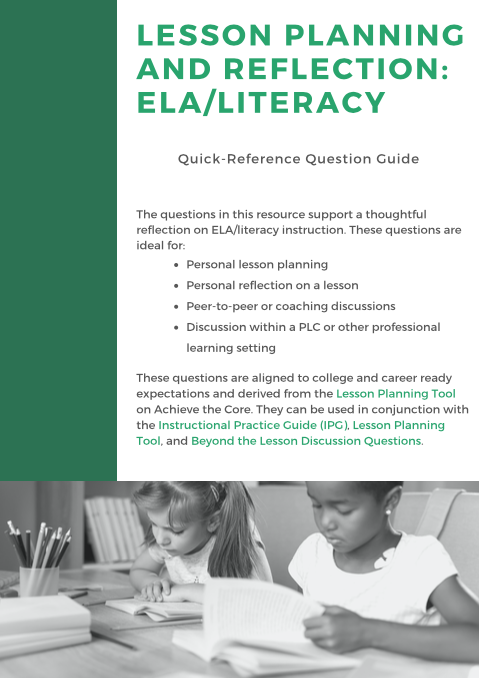 LESSON PLANNING
AND REFLECTION:
ELA/LITERACY
Quick-Reference Question Guide
The questions in this resource support a thoughtful
reflection on ELA/literacy instruction. These questions are
ideal for:
• Personal lesson planning
• Personal reflection on a lesson
• Peer-to-peer or coaching discussions
• Discussion within a PLC or other professional
learning setting
These questions are aligned to college and career ready
expectations and derived from the Lesson Planning Tool
on Achieve the Core. They can be used in conjunction with
the Instructional Practice Guide (IPG), Lesson Planning
Tool, and Beyond the Lesson Discussion Questions.